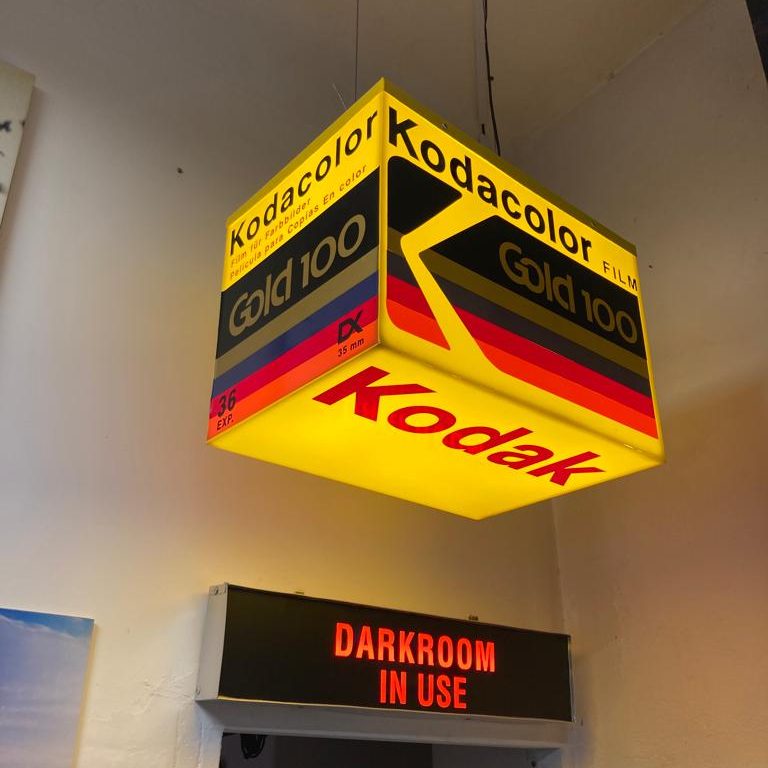 Kodacolor
Film für Farbbilder
Película para Copias En color
Gold 100
DX
35 mm
36
EXP.
Kodacolor FILM
Gold 100
Kodak
DARKROOM
IN USE